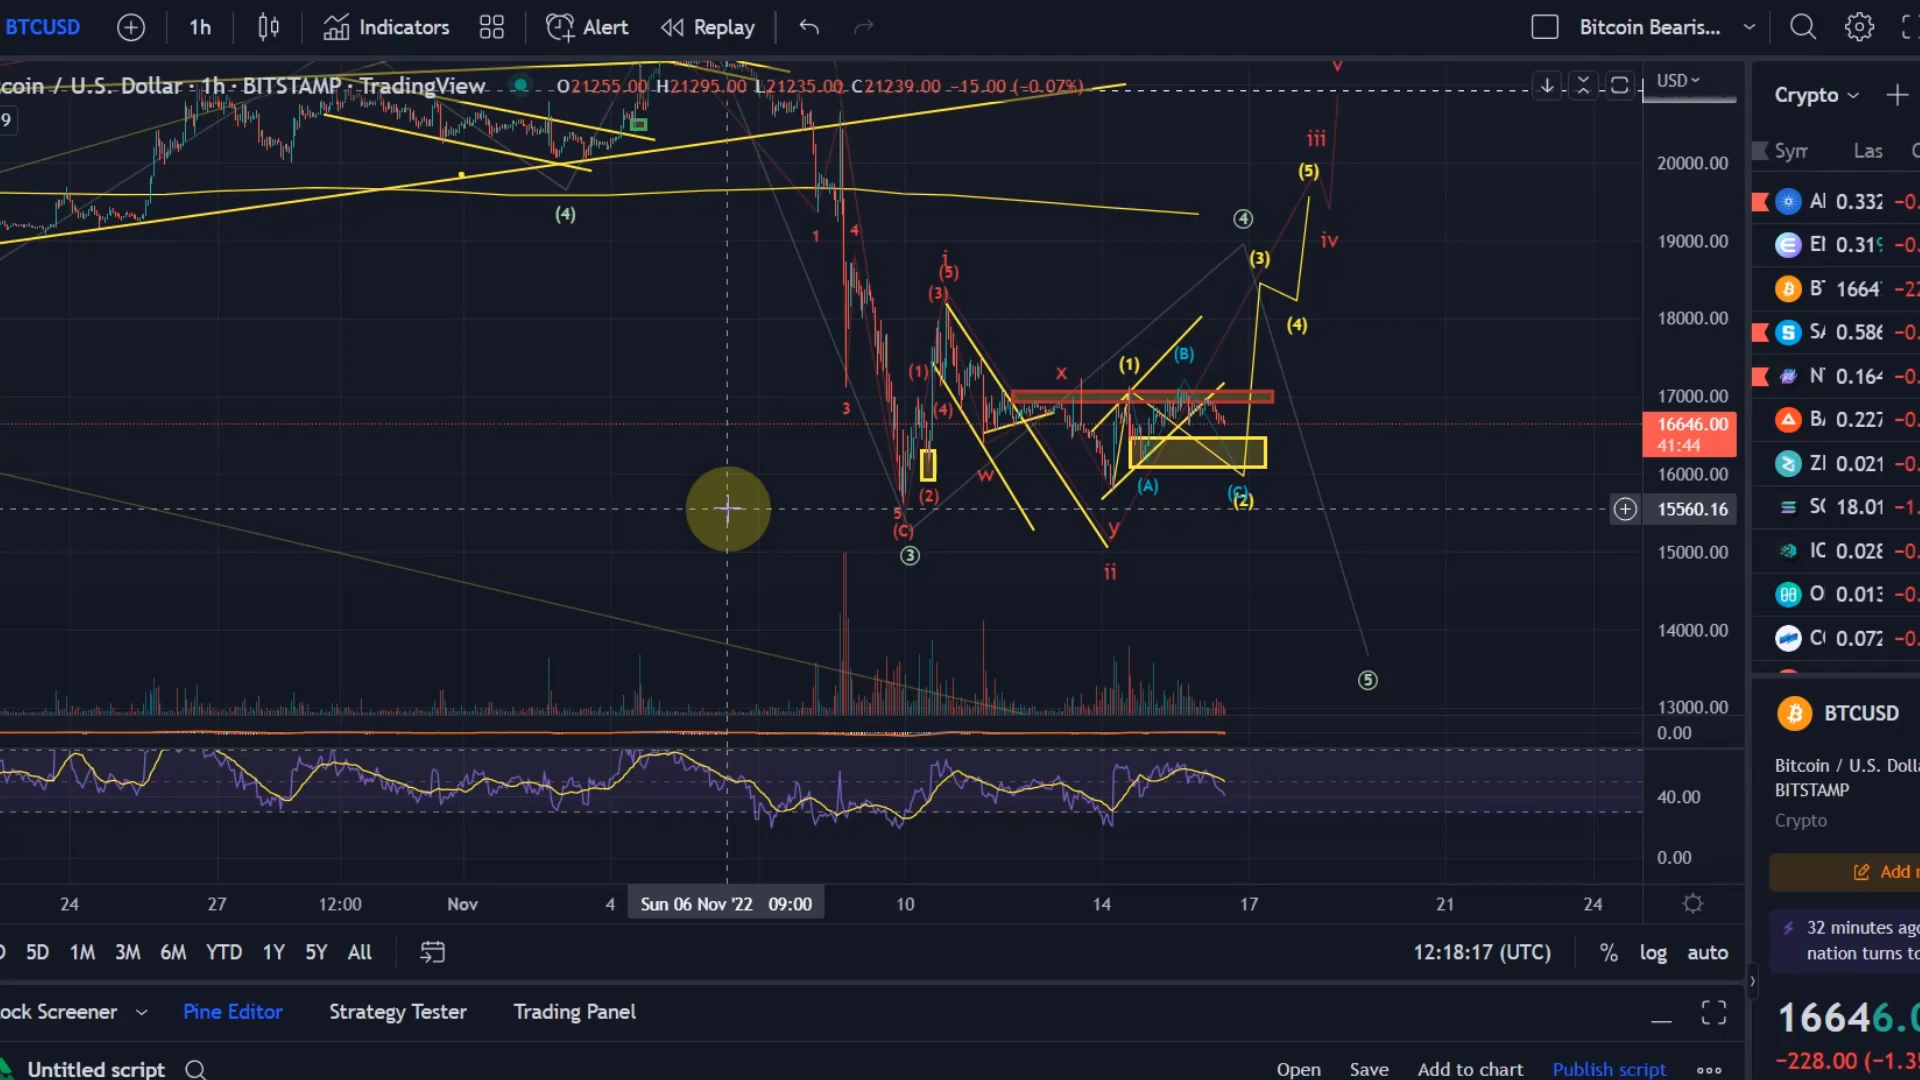 BTCUSD 1h Indicators Alert Replay Bitcoin Bearis...
coin / U.S. Dollar · 1h · BITSTAMP · TradingView O21255.00 H21295.00 L21235.00 C21239.00 −15.00 (−0.07%)
USD
Crypto
9
v
iii
Syrr Las
20000.00
(5)
(4)
④
19000.00
1
4
iv
i
(5)
(3)
(3)
18000.00
(4)
(1)
x
(1)
(B)
17000.00
3
(4)
16646.00
41:44
w
16000.00
(A)
(C)
(2)
(2)
15560.16
5
(C)
y
③
15000.00
ii
14000.00
⑤
13000.00
0.00
40.00
0.00
0.332
0.319
1664
0.586
0.164
0.227
0.021
18.01
0.028
0.013
0.072
BTCUSD
Bitcoin / U.S. Dolla
BITSTAMP
Crypto
Add
24 27 12:00 Nov 4 Sun 06 Nov '22 09:00 10 14 17 21 24
32 minutes ago
nation turns to
5D 1M 3M 6M YTD 1Y 5Y All
12:18:17 (UTC) % log auto
ock Screener Pine Editor Strategy Tester Trading Panel
16646.0
−228.00 (−1.3
Untitled script
Open Save Add to chart Publish script